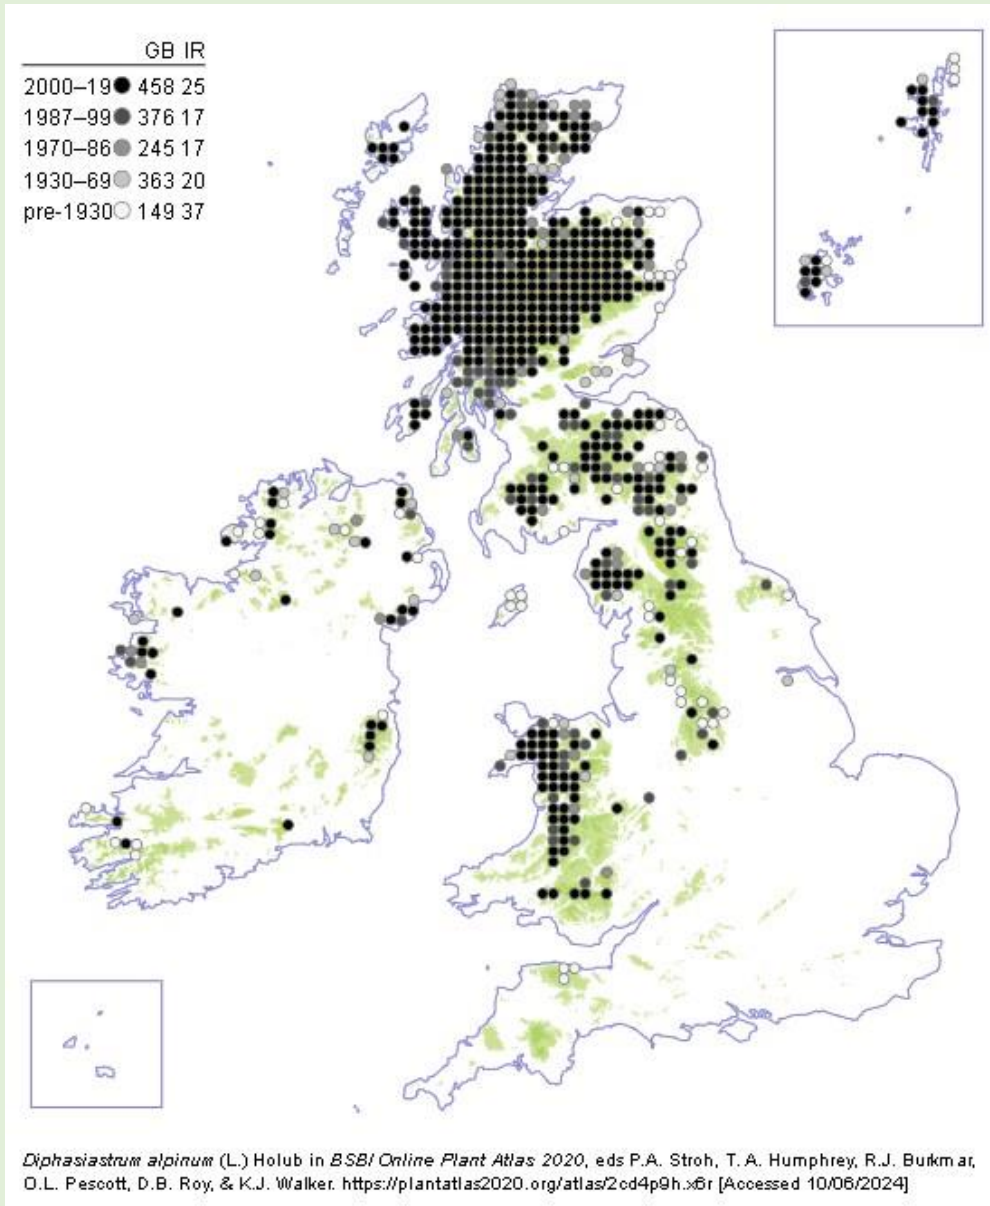 GB IR
2000–19 458 25
1987–99 376 17
1970–86 245 17
1930–69 363 20
pre-1930 149 37
Diphasiastrum alpinum (L.) Holub in BSBI Online Plant Atlas 2020, eds P.A. Stroh, T. A. Humphrey, R.J. Burkmar,
O.L. Pescott, D.B. Roy, & K.J. Walker. https://plantatlas2020.org/atlas/2cd4p9h.x6r [Accessed 10/06/2024]